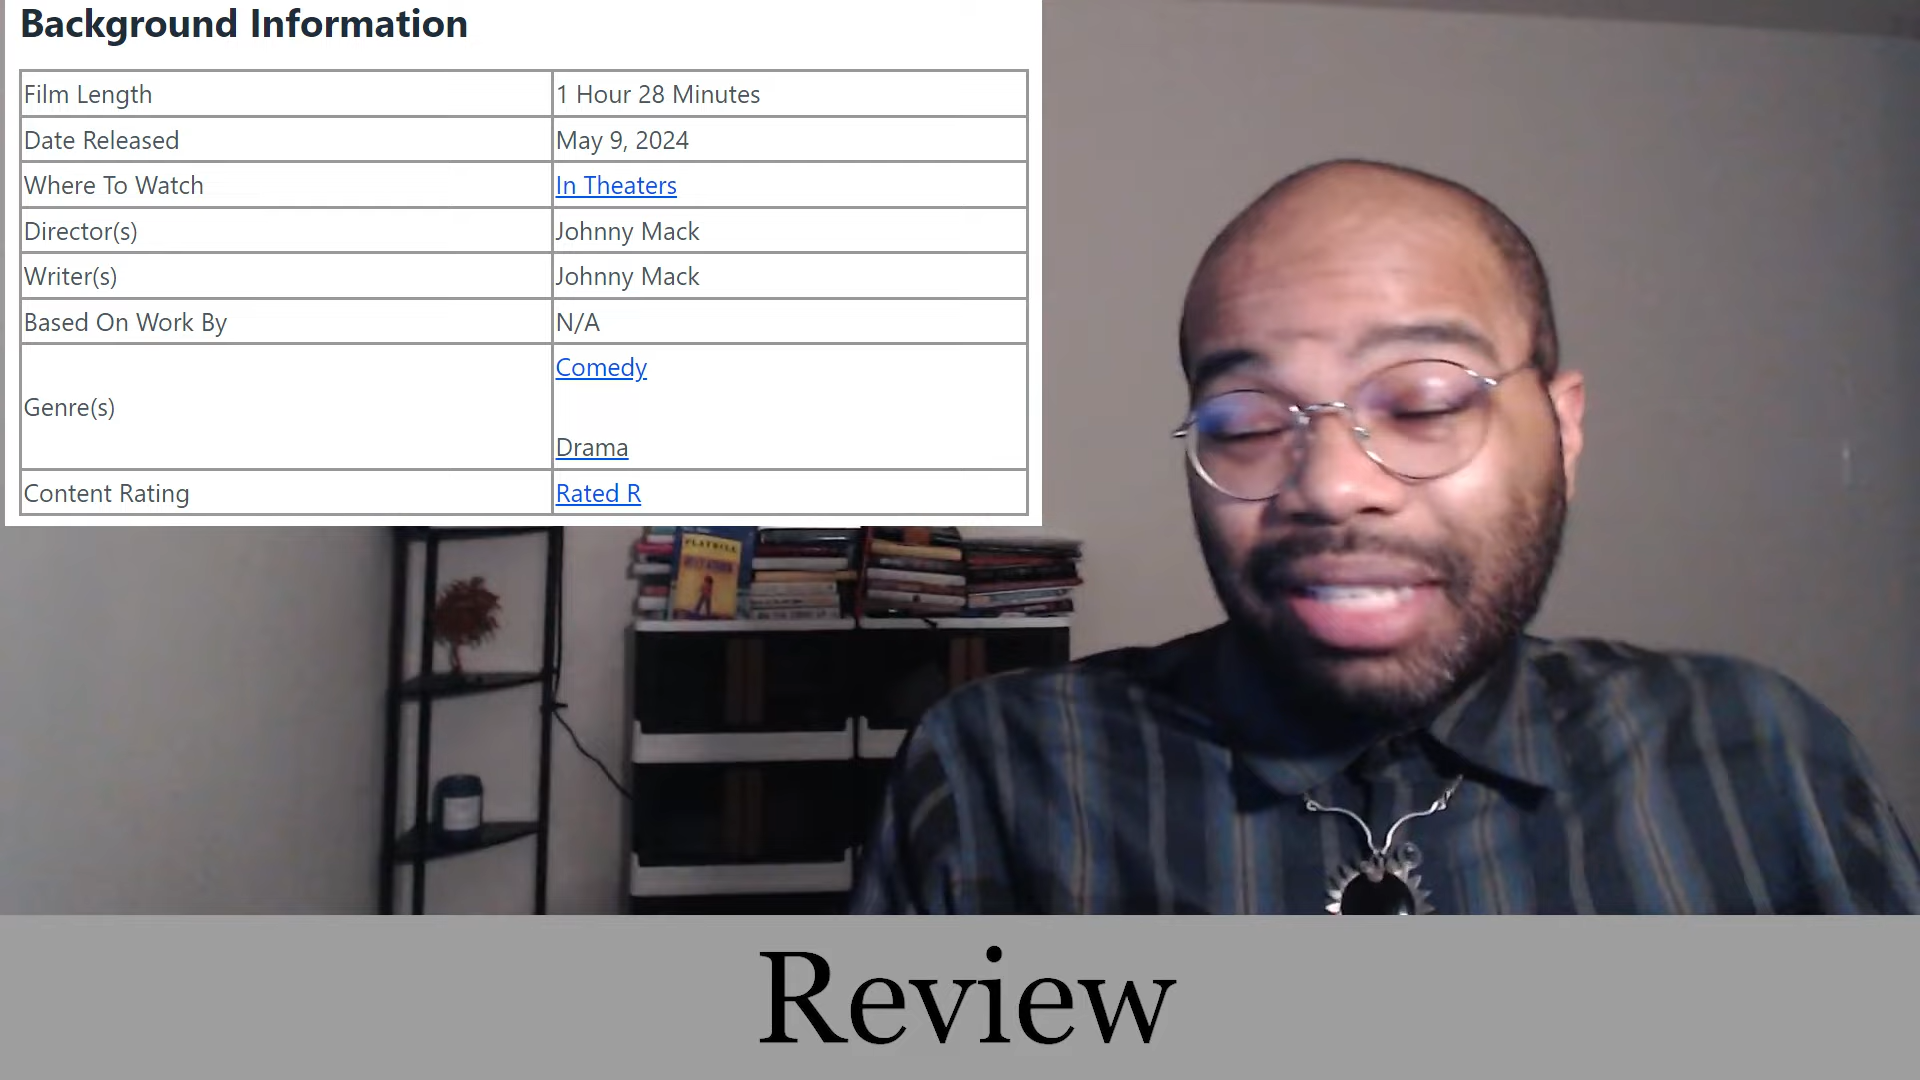 Background Information
Film Length 1 Hour 28 Minutes
Date Released May 9, 2024
Where To Watch In Theaters
Director(s) Johnny Mack
Writer(s) Johnny Mack
Based On Work By N/A
Genre(s) Comedy
Drama
Content Rating Rated R
PLAYBILL
Review